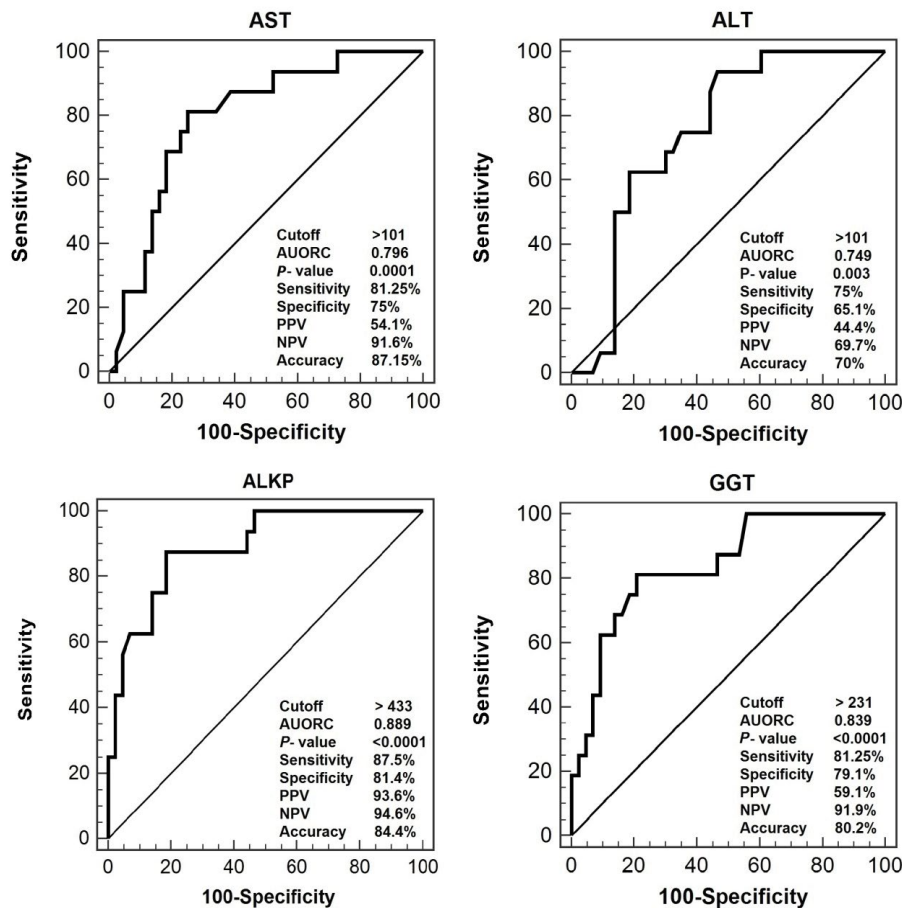 AST
Sensitivity
100
80
60
40
20
0
Cutoff >101
AUORC 0.796
P- value 0.0001
Sensitivity 81.25%
Specificity 75%
PPV 54.1%
NPV 91.6%
Accuracy 87.15%
0 20 40 60 80 100
100-Specificity
ALT
Sensitivity
100
80
60
40
20
0
Cutoff >101
AUORC 0.749
P- value 0.003
Sensitivity 75%
Specificity 65.1%
PPV 44.4%
NPV 69.7%
Accuracy 70%
0 20 40 60 80 100
100-Specificity
ALKP
Sensitivity
100
80
60
40
20
0
Cutoff > 433
AUORC 0.889
P- value <0.0001
Sensitivity 87.5%
Specificity 81.4%
PPV 93.6%
NPV 94.6%
Accuracy 84.4%
0 20 40 60 80 100
100-Specificity
GGT
Sensitivity
100
80
60
40
20
0
Cutoff > 231
AUORC 0.839
P- value <0.0001
Sensitivity 81.25%
Specificity 79.1%
PPV 59.1%
NPV 91.9%
Accuracy 80.2%
0 20 40 60 80 100
100-Specificity